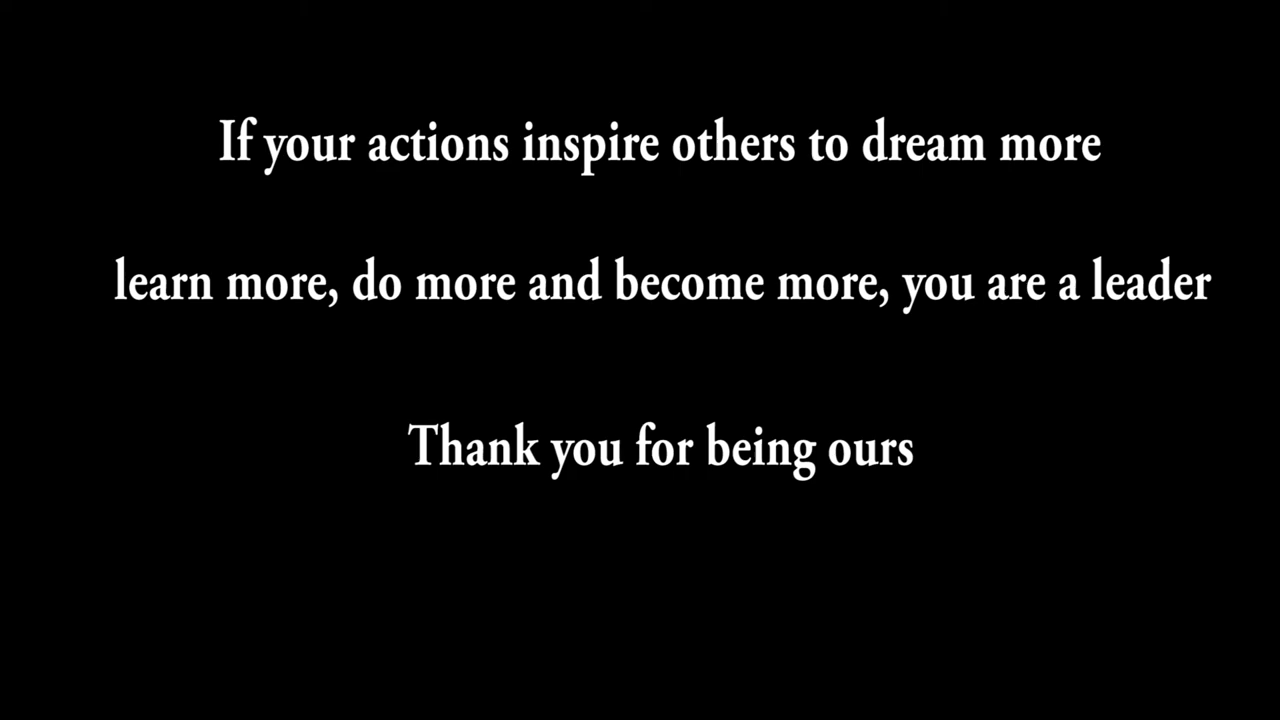 If your actions inspire others to dream more
learn more, do more and become more, you are a leader
Thank you for being ours